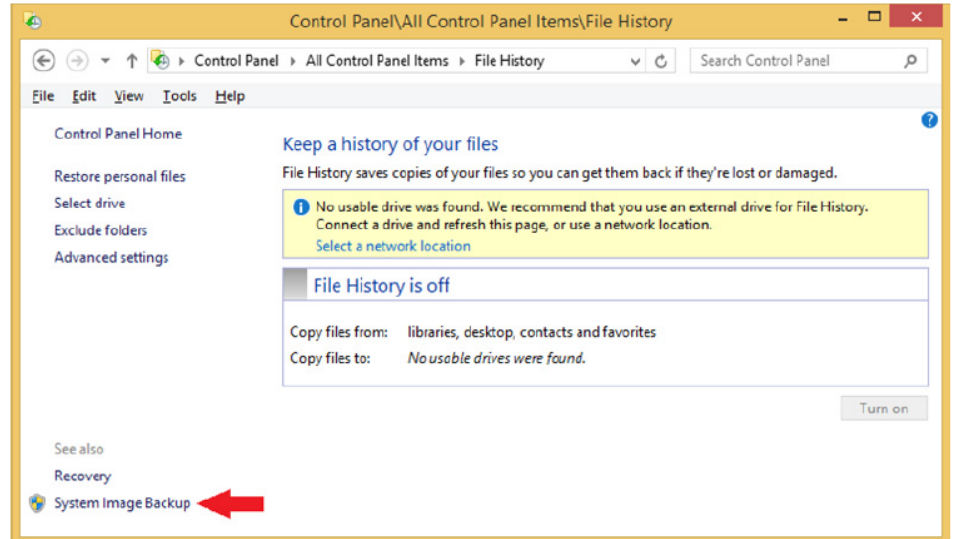 Control Panel\All Control Panel Items\File History
Control Panel All Control Panel Items File History
Search Control Panel
File Edit View Tools Help
Control Panel Home
Restore personal files
Select drive
Exclude folders
Advanced settings
Keep a history of your files
File History saves copies of your files so you can get them back if they're lost or damaged.
No usable drive was found. We recommend that you use an external drive for File History.
Connect a drive and refresh this page, or use a network location.
Select a network location
File History is off
Copy files from: libraries, desktop, contacts and favorites
Copy files to: No usable drives were found.
Turn on
See also
Recovery
System Image Backup